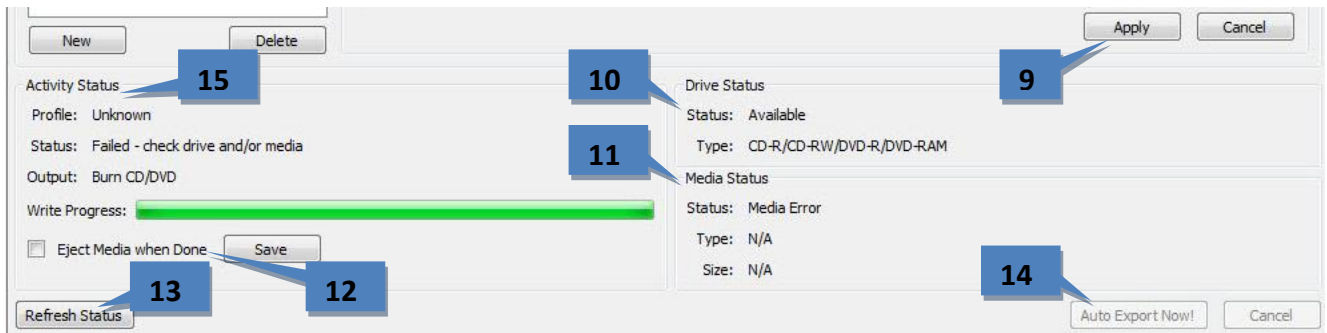 New Delete
Apply Cancel
15
10
9
Activity Status
Profile: Unknown
Status: Failed - check drive and/or media
Output: Burn CD/DVD
Write Progress:
Eject Media when Done Save
Drive Status
Status: Available
Type: CD-R/CD-RW/DVD-R/DVD-RAM
11
Media Status
Status: Media Error
Type: N/A
Size: N/A
13
12
14
Refresh Status
Auto Export Now! Cancel